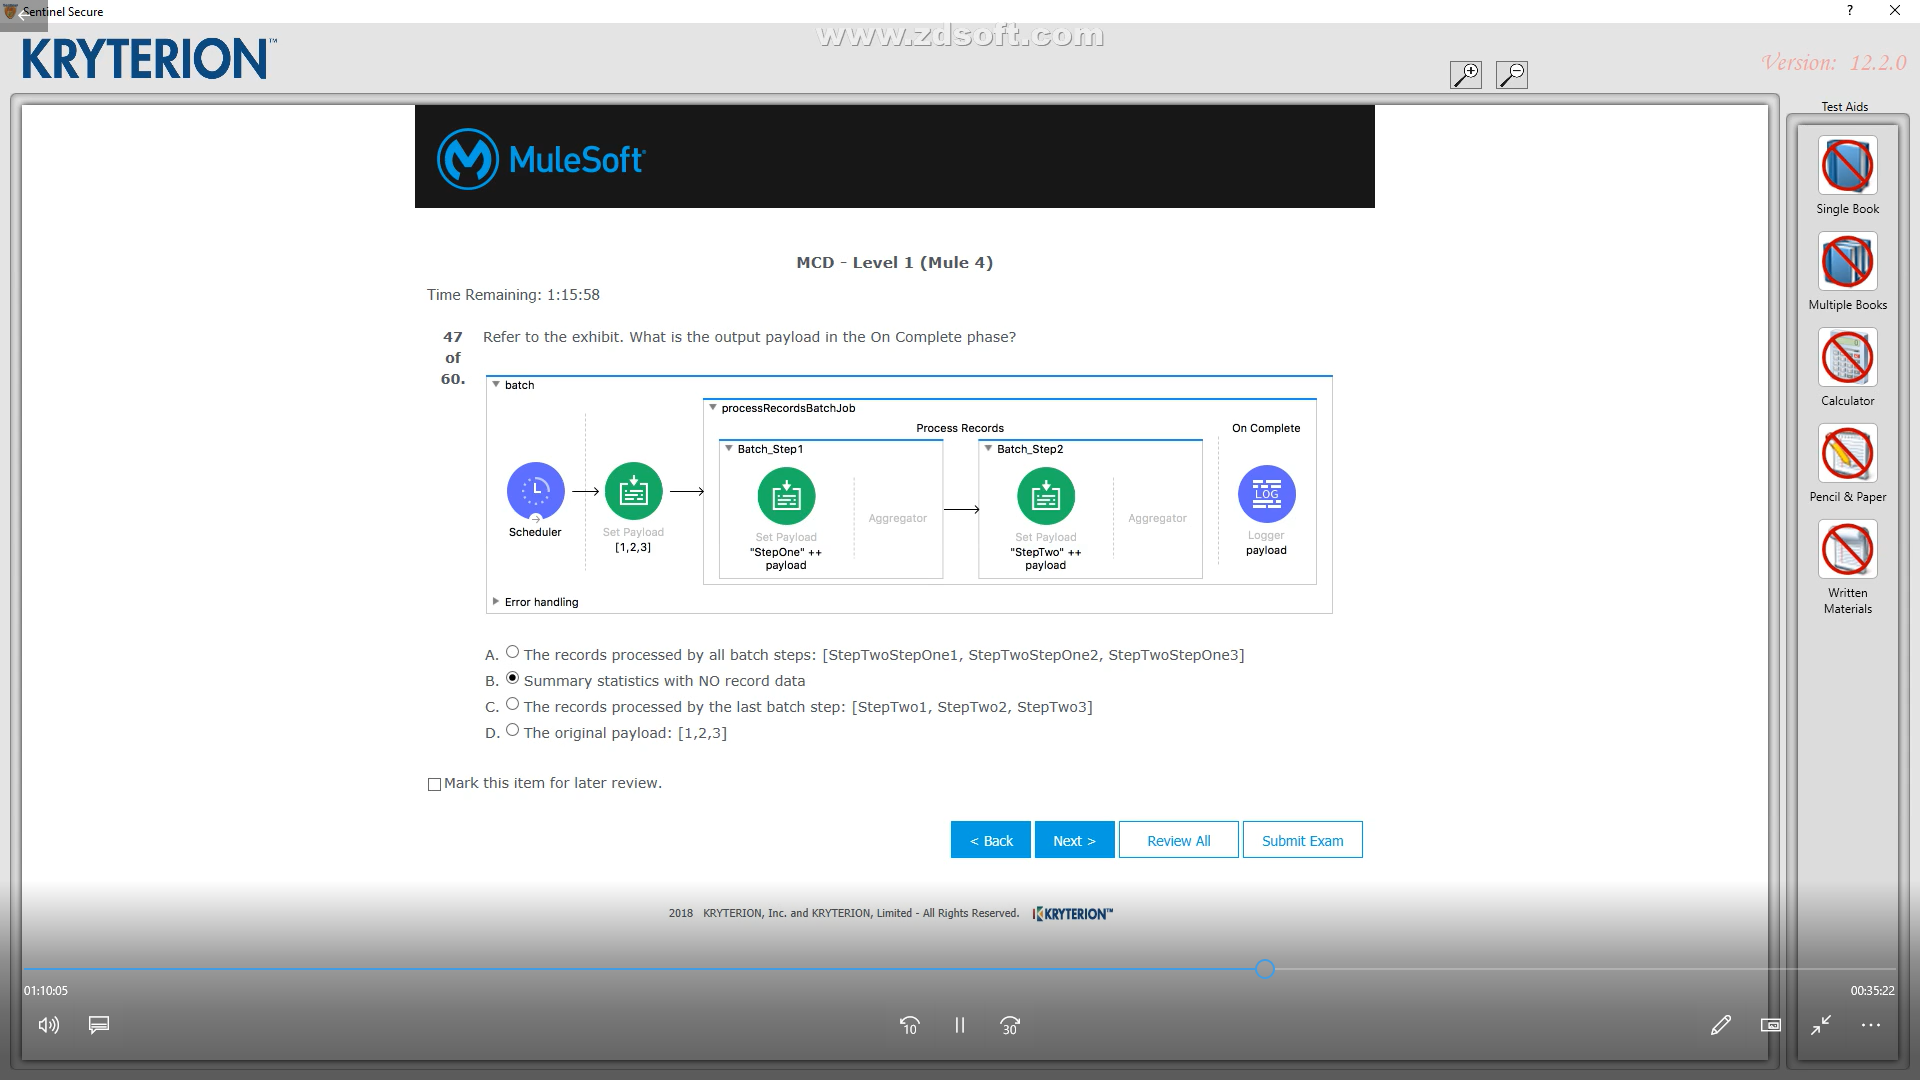 Sentinel Secure
?
www.zdsoft.com
KRYTERION™
Version: 12.2.0
Test Aids
MuleSoft
Single Book
MCD - Level 1 (Mule 4)
Time Remaining: 1:15:58
Multiple Books
47 of 60.
Refer to the exhibit. What is the output payload in the On Complete phase?
batch
processRecordsBatchJob
Process Records
On Complete
Batch_Step1
Batch_Step2
LOG
Scheduler
Set Payload
[1,2,3]
Set Payload
"StepOne" ++
payload
Aggregator
Set Payload
"StepTwo" ++
payload
Aggregator
Logger
payload
Error handling
Calculator
Pencil & Paper
Written
Materials
A. The records processed by all batch steps: [StepTwoStepOne1, StepTwoStepOne2, StepTwoStepOne3]
B. Summary statistics with NO record data
C. The records processed by the last batch step: [StepTwo1, StepTwo2, StepTwo3]
D. The original payload: [1,2,3]
Mark this item for later review.
< Back
Next >
Review All
Submit Exam
2018 KRYTERION, Inc. and KRYTERION, Limited - All Rights Reserved. KRYTERION™
01:10:05
00:35:22
10
30